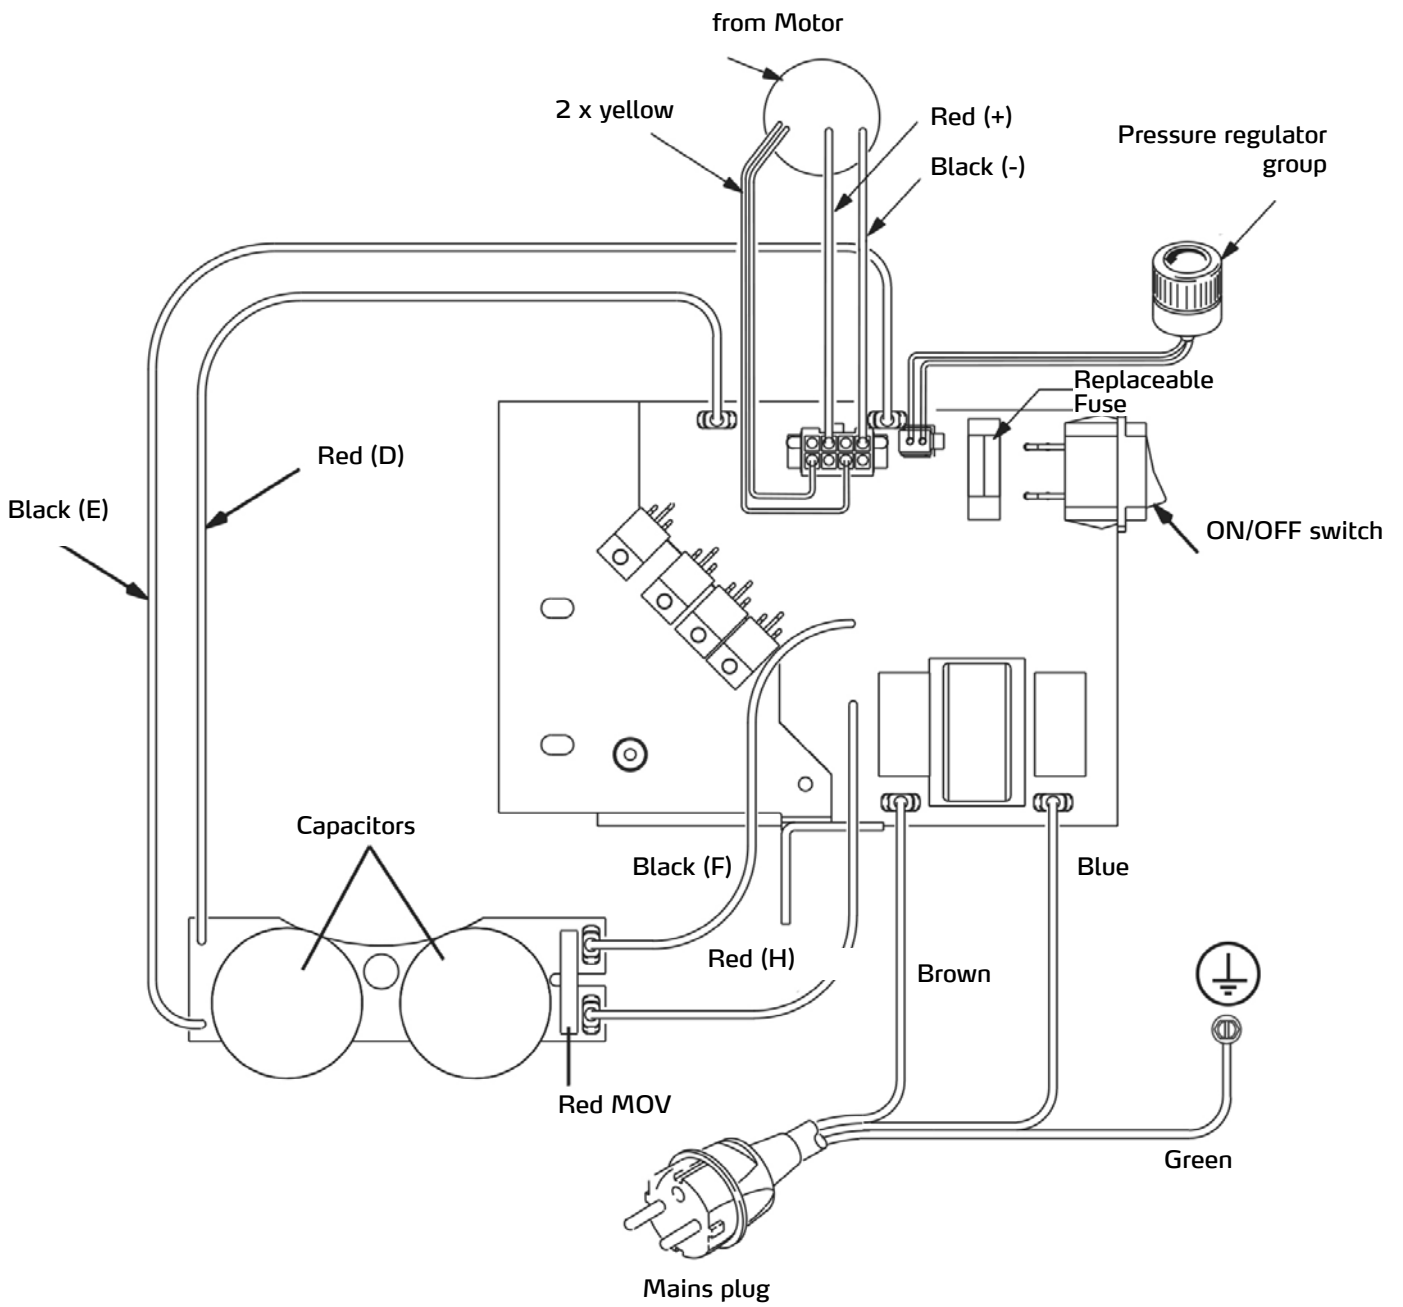 from Motor
2 x yellow
Red (+)
Black (-)
Pressure regulator
group
Replaceable
Fuse
Red (D)
Black (E)
ON/OFF switch
Capacitors
Black (F)
Blue
Red (H)
Brown
Red MOV
Green
Mains plug